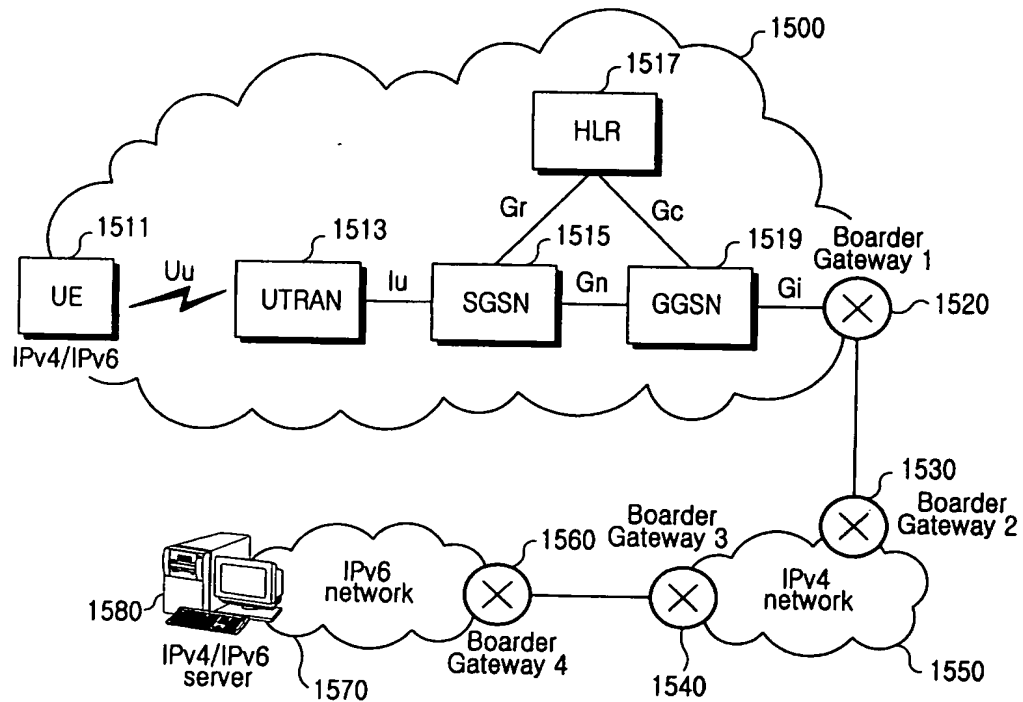 1500
1517
HLR
Gr
Gc
1511
1513
1515
1519
Boarder
Gateway 1
UE
Uu
UTRAN
Iu
SGSN
Gn
GGSN
Gi
1520
IPv4/IPv6
1530
Boarder
Gateway 2
Boarder
Gateway 3
1560
IPv6
network
IPv4
network
1580
IPv4/IPv6
server
Boarder
Gateway 4
1570
1540
1550